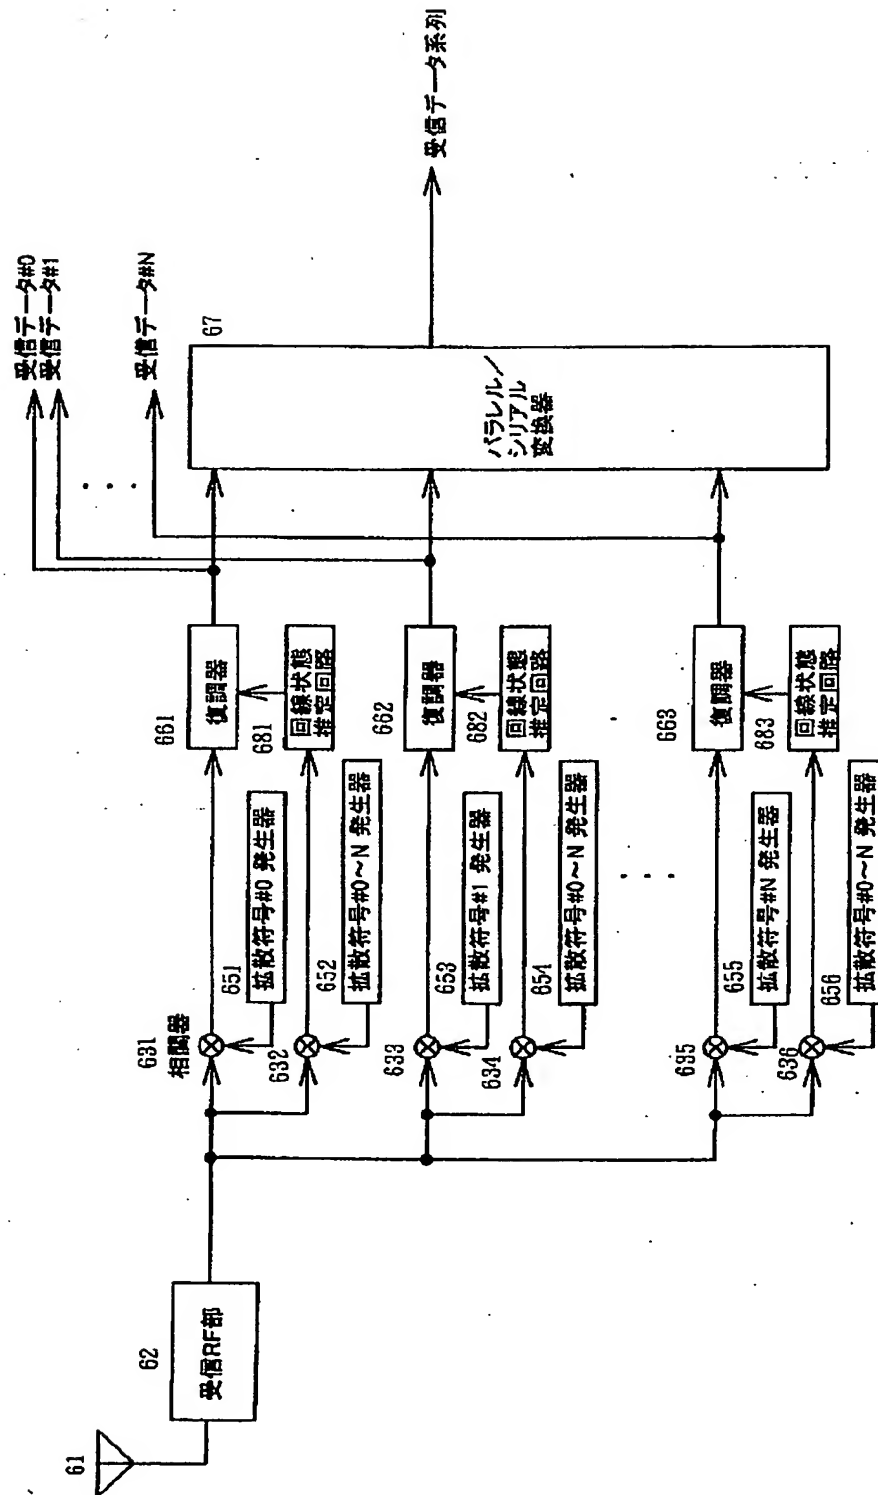 61
62
受信RF部
631
相関器
651
拡散符号#0 発生器
632
652
拡散符号#0～N 発生器
661
復調器
681
回線状態
推定回路
633
653
拡散符号#1 発生器
634
654
拡散符号#0～N 発生器
662
復調器
682
回線状態
推定回路
635
655
拡散符号#N 発生器
636
656
拡散符号#0～N 発生器
663
復調器
683
回線状態
推定回路
67
パラレル／
シリアル
変換器
受信データ#0
受信データ#1
受信データ#N
受信データ系列